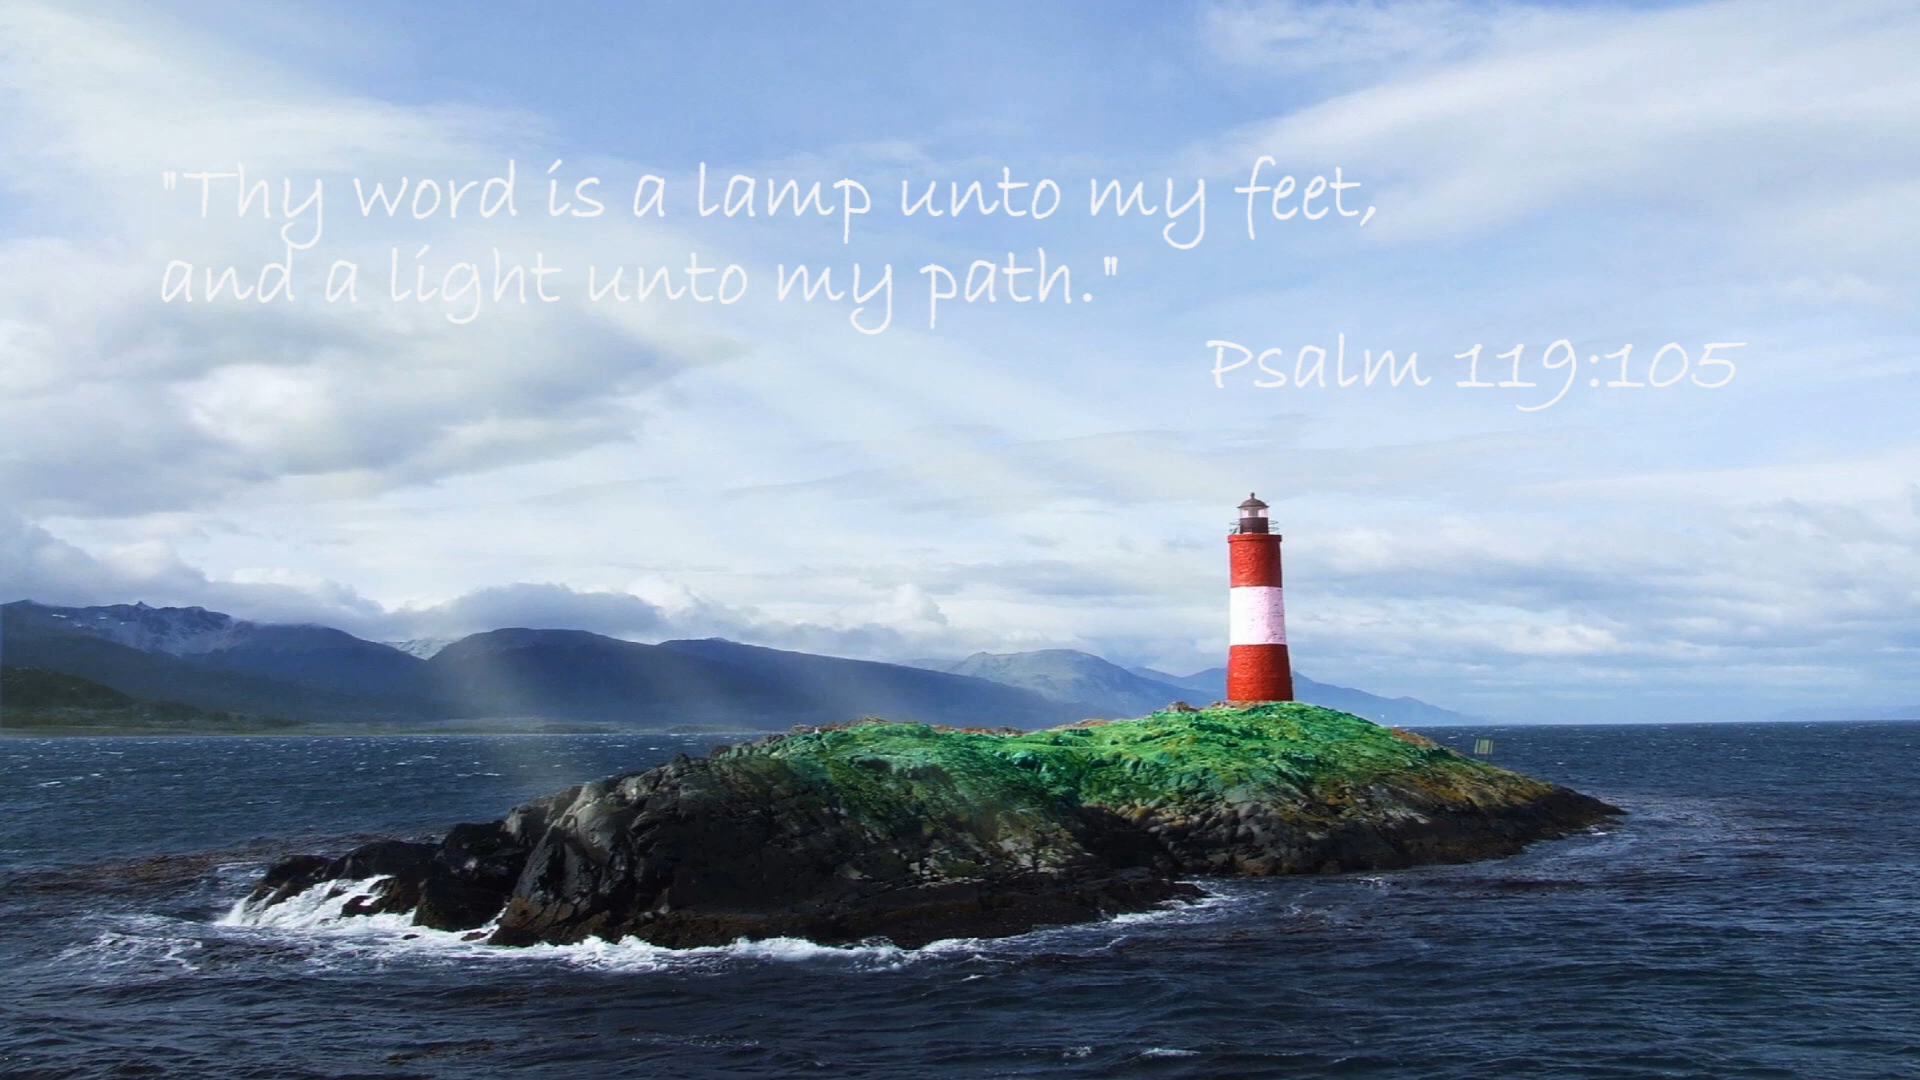 "Thy word is a lamp unto my feet,
and a light unto my path."
Psalm 119:105